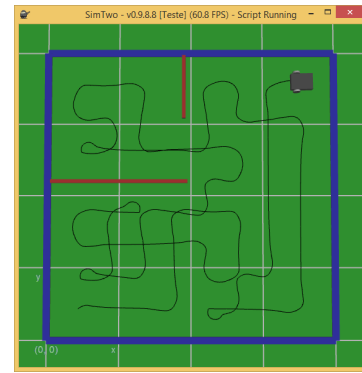 SimTwo - v0.9.8.8 [Teste] (60.8 FPS) - Script Running
y
(0, 0)
x